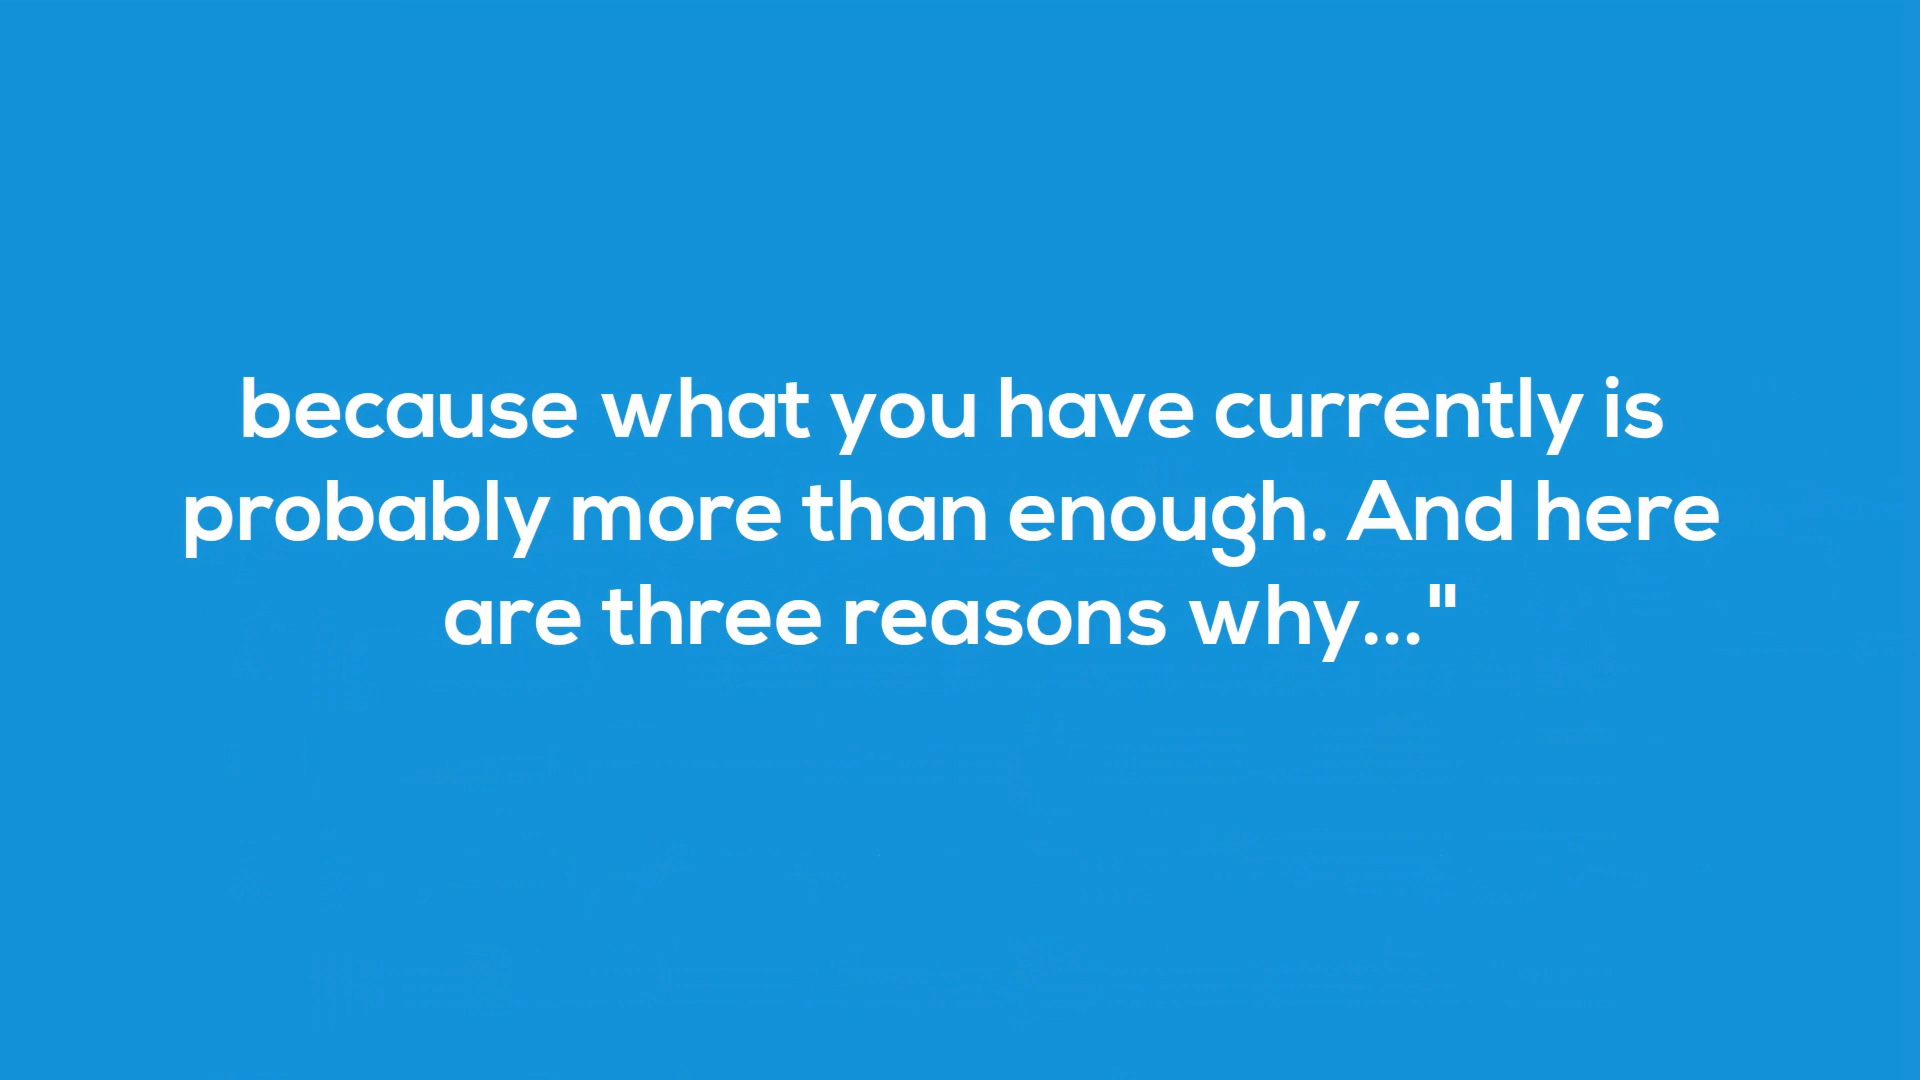 because what you have currently is
probably more than enough. And here
are three reasons why..."